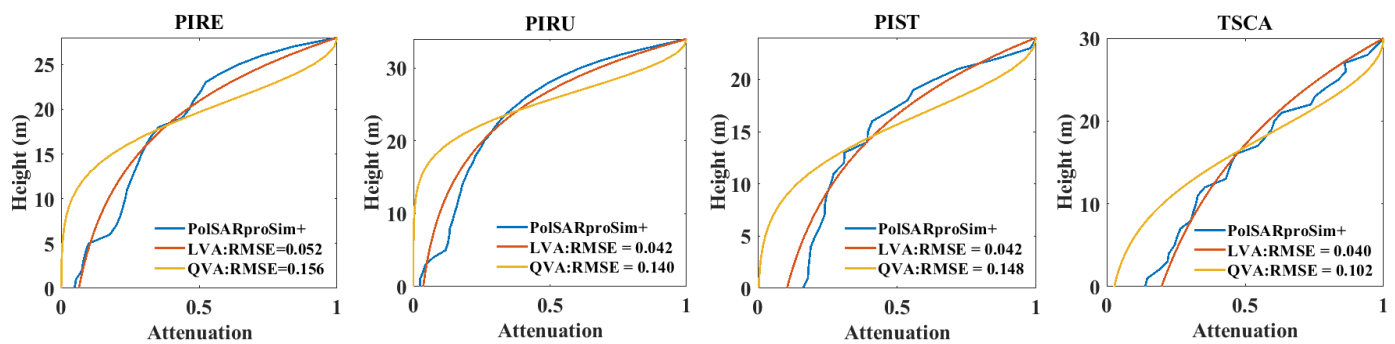 PIRE
Height (m)
25
20
15
10
5
0
0
0.5
1
Attenuation
PolSARproSim+
LVA:RMSE=0.052
QVA:RMSE=0.156
PIRU
Height (m)
30
20
10
0
0
0.5
1
Attenuation
PolSARproSim+
LVA:RMSE = 0.042
QVA:RMSE = 0.140
PIST
Height (m)
20
15
10
5
0
0
0.5
1
Attenuation
PolSARproSim+
LVA:RMSE = 0.042
QVA:RMSE = 0.148
TSCA
Height (m)
30
20
10
0
0
0.5
1
Attenuation
PolSARproSim+
LVA:RMSE = 0.040
QVA:RMSE = 0.102